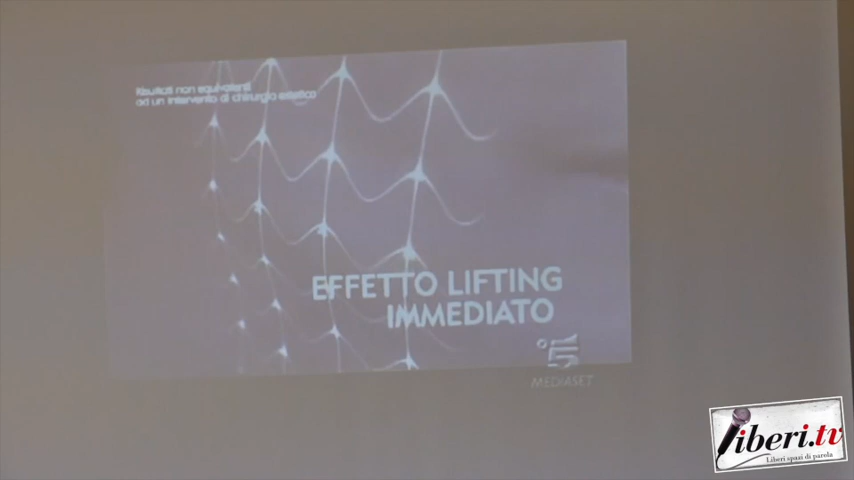 Risultati non equivalenti
ad un intervento di chirurgia estetica
EFFETTO LIFTING
IMMEDIATO
5
MEDIASET
liberi.tv
Liberi spazi di parola